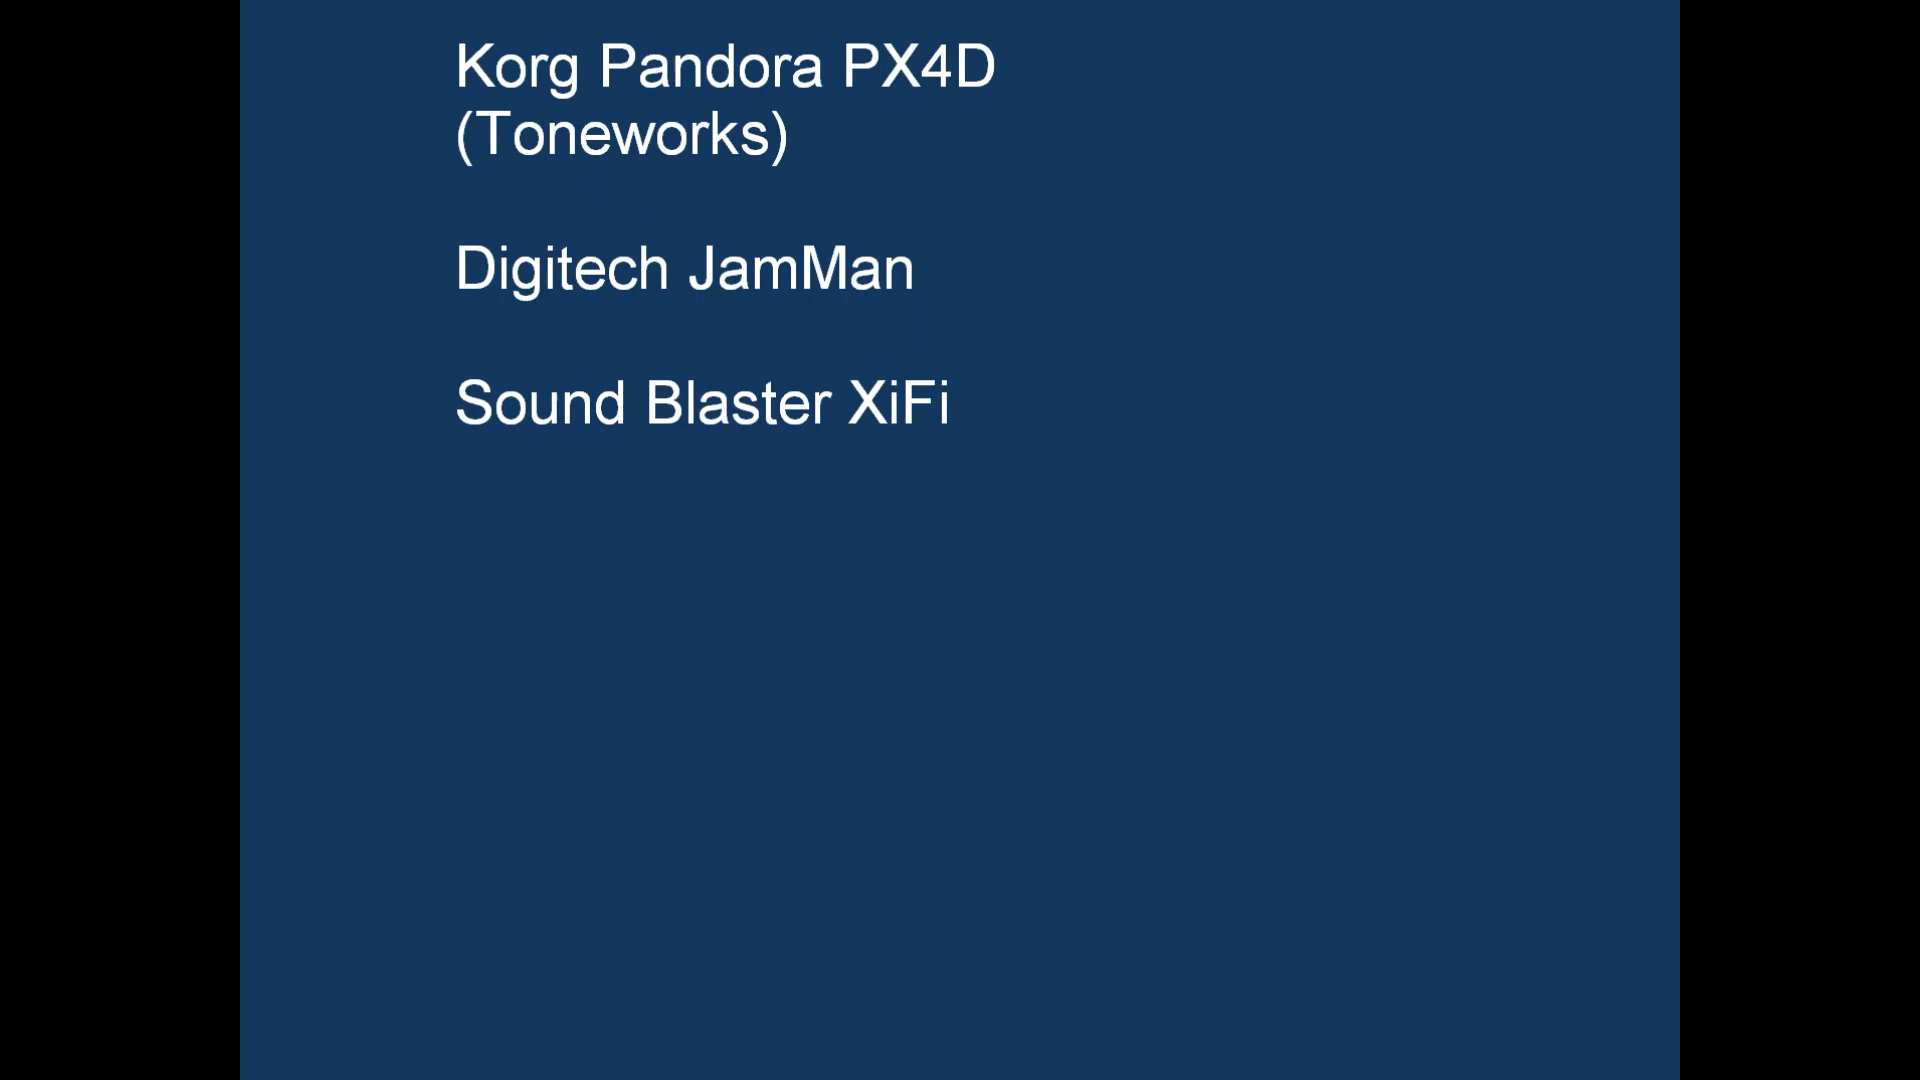 Korg Pandora PX4D
(Toneworks)
Digitech JamMan
Sound Blaster XiFi